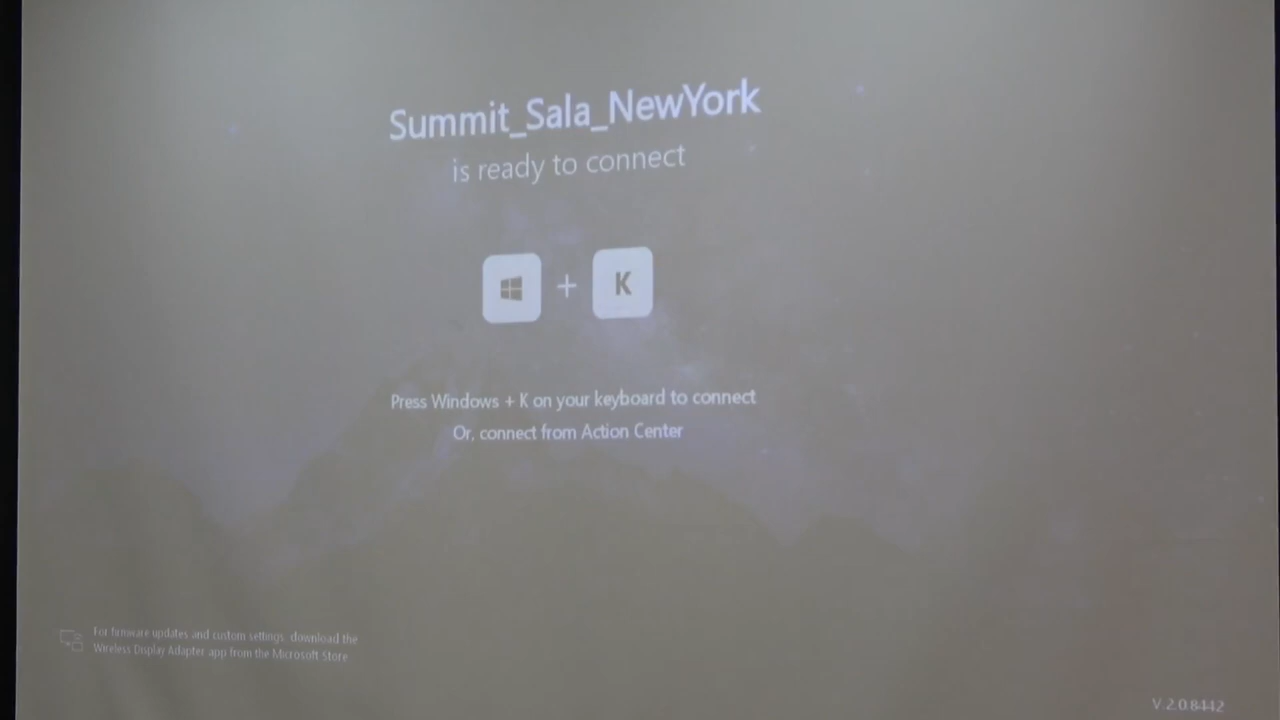 Summit_Sala_NewYork
is ready to connect
+ K
Press Windows + K on your keyboard to connect
Or, connect from Action Center
For firmware updates and custom settings, download the
Wireless Display Adapter app from the Microsoft Store
V.2.0.8442